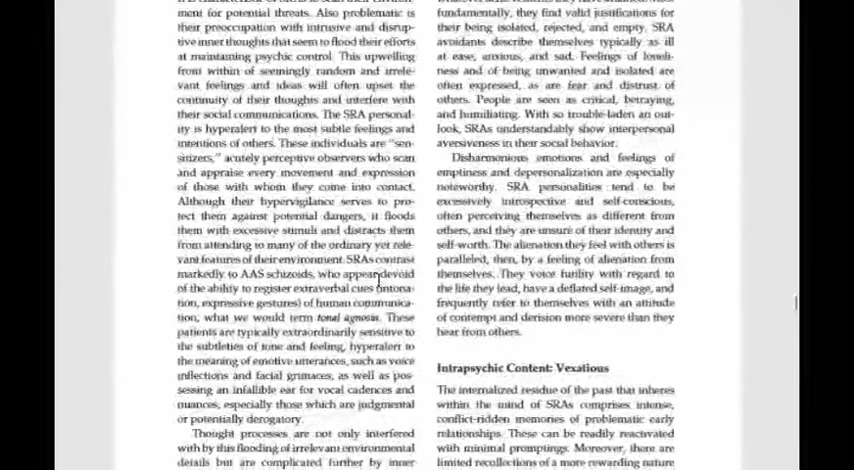 ment for potential threats. Also problematic is
their preoccupation with intrusive and disrup-
tive inner thoughts that seem to flood their efforts
at maintaining psychic control. This upwelling
from within of seemingly random and irrele-
vant feelings and ideas will often upset the
continuity of their thoughts and interfere with
their social communications. The SRA personal-
ity is hyperalert to the most subtle feelings and
intentions of others. These individuals are “sen-
sitizers,” acutely perceptive observers who scan
and appraise every movement and expression
of those with whom they come into contact.
Although their hypervigilance serves to pro-
tect them against potential dangers, it floods
them with excessive stimuli and distracts them
from attending to many of the ordinary yet rele-
vant features of their environment. SRAs contrast
markedly to AAS schizoids, who appear devoid
of the ability to register extraverbal cues (intona-
tion, expressive gestures) of human communica-
tion, what we would term tonal agnosia. These
patients are typically extraordinarily sensitive to
the subtleties of tone and feeling, hyperalert to
the meaning of emotive utterances, such as voice
inflections and facial grimaces, as well as pos-
sessing an infallible ear for vocal cadences and
nuances, especially those which are judgmental
or potentially derogatory.
Thought processes are not only interfered
with by this flooding of irrelevant environmental
details but are complicated further by inner
fundamentally, they find valid justifications for
their being isolated, rejected, and empty. SRA
avoidants describe themselves typically as ill
at ease, anxious, and sad. Feelings of loneli-
ness and of being unwanted and isolated are
often expressed, as are fear and distrust of
others. People are seen as critical, betraying,
and humiliating. With so trouble-laden an out-
look, SRAs understandably show interpersonal
aversiveness in their social behavior.
Disharmonious emotions and feelings of
emptiness and depersonalization are especially
noteworthy. SRA personalities tend to be
excessively introspective and self-conscious,
often perceiving themselves as different from
others, and they are unsure of their identity and
self-worth. The alienation they feel with others is
paralleled, then, by a feeling of alienation from
themselves. They voice futility with regard to
the life they lead, have a deflated self-image, and
frequently refer to themselves with an attitude
of contempt and derision more severe than they
hear from others.
Intrapsychic Content: Vexatious
The internalized residue of the past that inheres
within the mind of SRAs comprises intense,
conflict-ridden memories of problematic early
relationships. These can be readily reactivated
with minimal promptings. Moreover, there are
limited recollections of a more rewarding nature